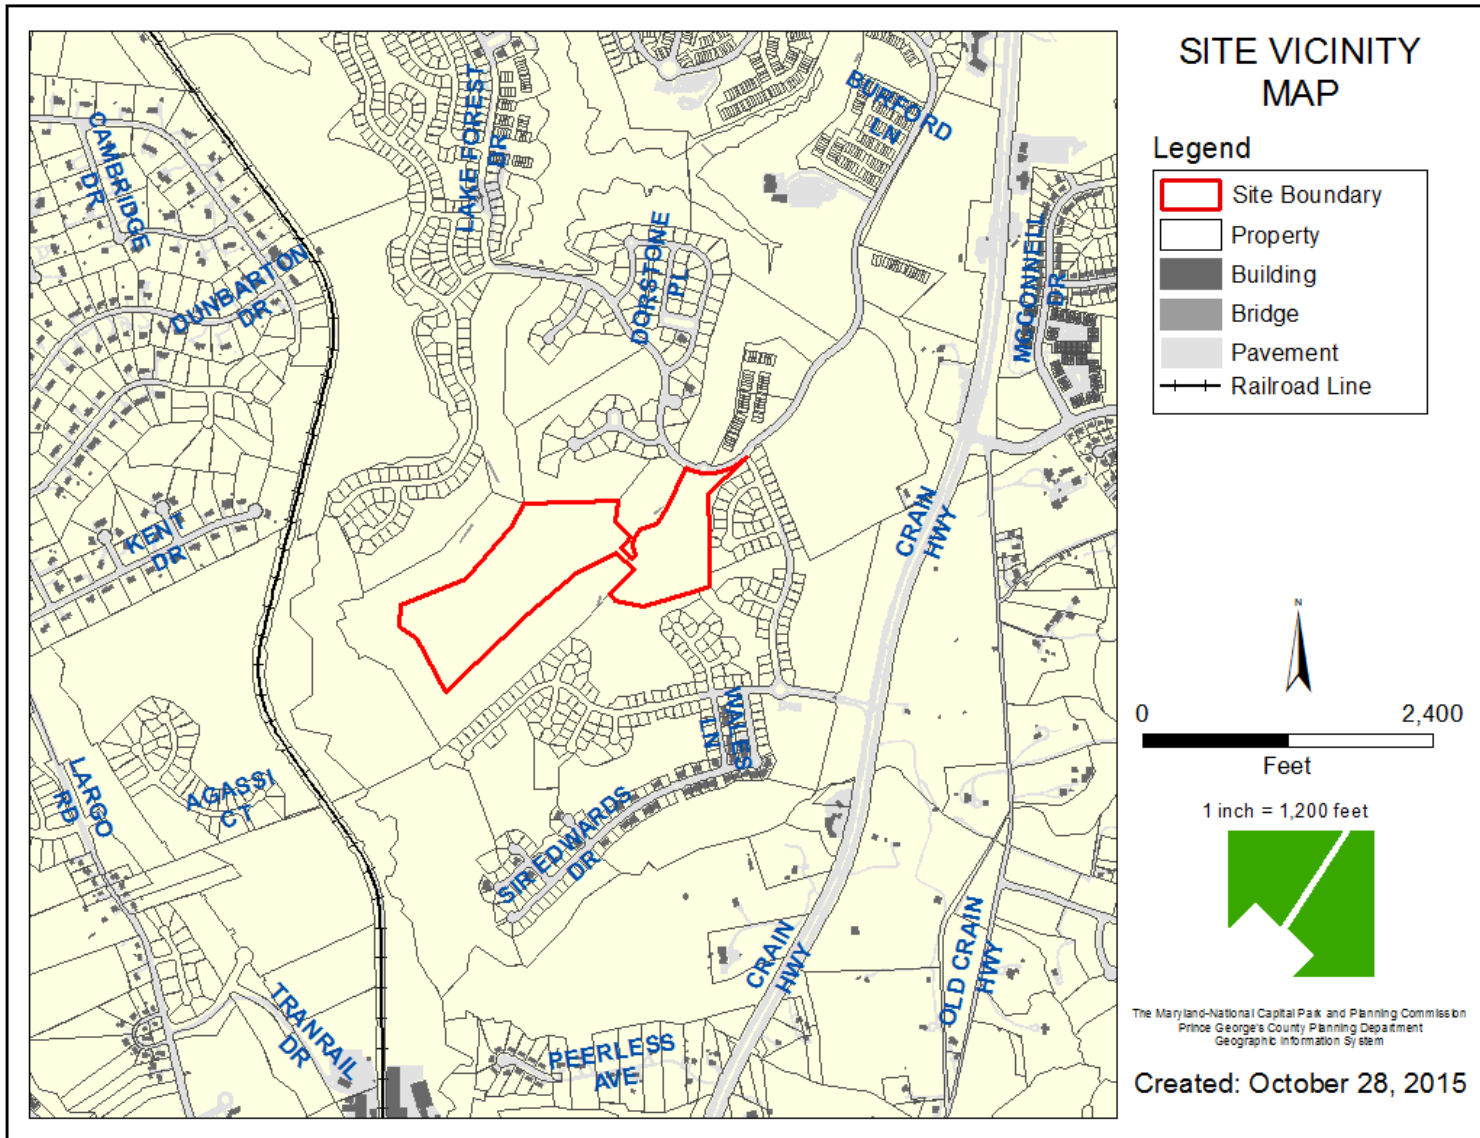 SITE VICINITY
MAP
Legend
Site Boundary
Property
Building
Bridge
Pavement
Railroad Line
N
0 2,400
Feet
1 inch = 1,200 feet
The Maryland-National Capital Park and Planning Commission
Prince George's County Planning Department
Geographic Information System
Created: October 28, 2015
CAMBRIDGE
DR
LAKE FOREST
DR
BURFORD
LN
DUNBARTON
DR
DORSTONE
PL
MCCONNELL
DR
KENT
DR
CRAIN
HWY
WALES
LN
LARGO
RD
AGASSI
CT
SIR EDWARDS
DR
CRAIN
HWY
OLD CRAIN
HWY
TRANRAIL
DR
PEERLESS
AVE